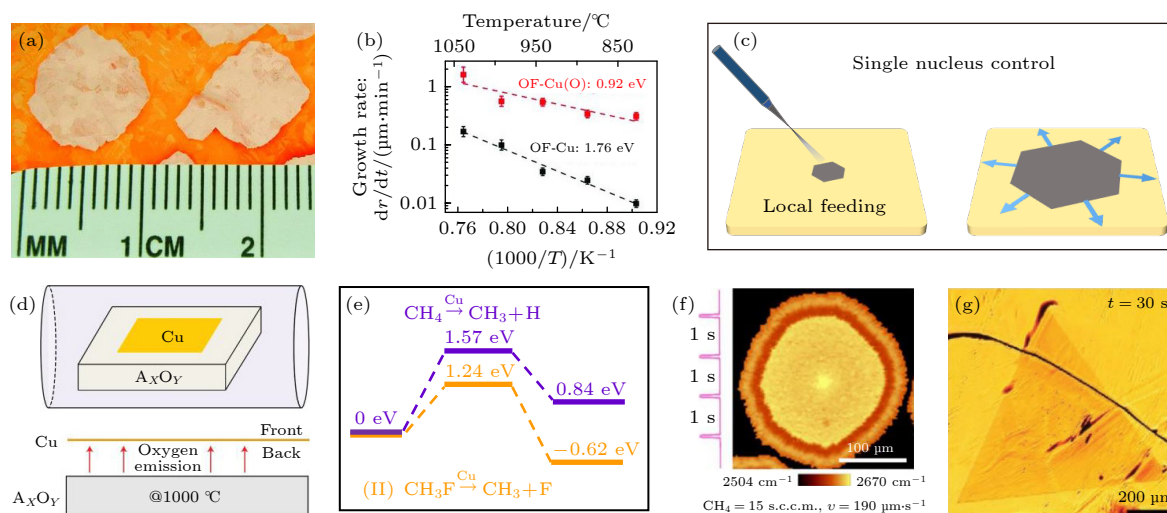 (a)
MM
1
CM
2
(b)
Temperature/℃
1050
950
850
Growth rate:
dr/dt/(μm·min⁻¹)
1
0.1
0.01
OF-Cu(O): 0.92 eV
OF-Cu: 1.76 eV
0.76
0.80
0.84
0.88
0.92
(1000/T)/K⁻¹
(c)
Single nucleus control
Local feeding
(d)
Cu
AXOY
Cu
Front
Oxygen
emission
Back
AXOY
@1000 ℃
(e)
CH₄ Cu→ CH₃+H
1.57 eV
1.24 eV
0 eV
0.84 eV
−0.62 eV
(II) CH₃F Cu→ CH₃+F
(f)
1 s
1 s
1 s
100 μm
2504 cm⁻¹
2670 cm⁻¹
CH₄ = 15 s.c.c.m., υ = 190 μm·s⁻¹
(g)
t = 30 s
200 μm